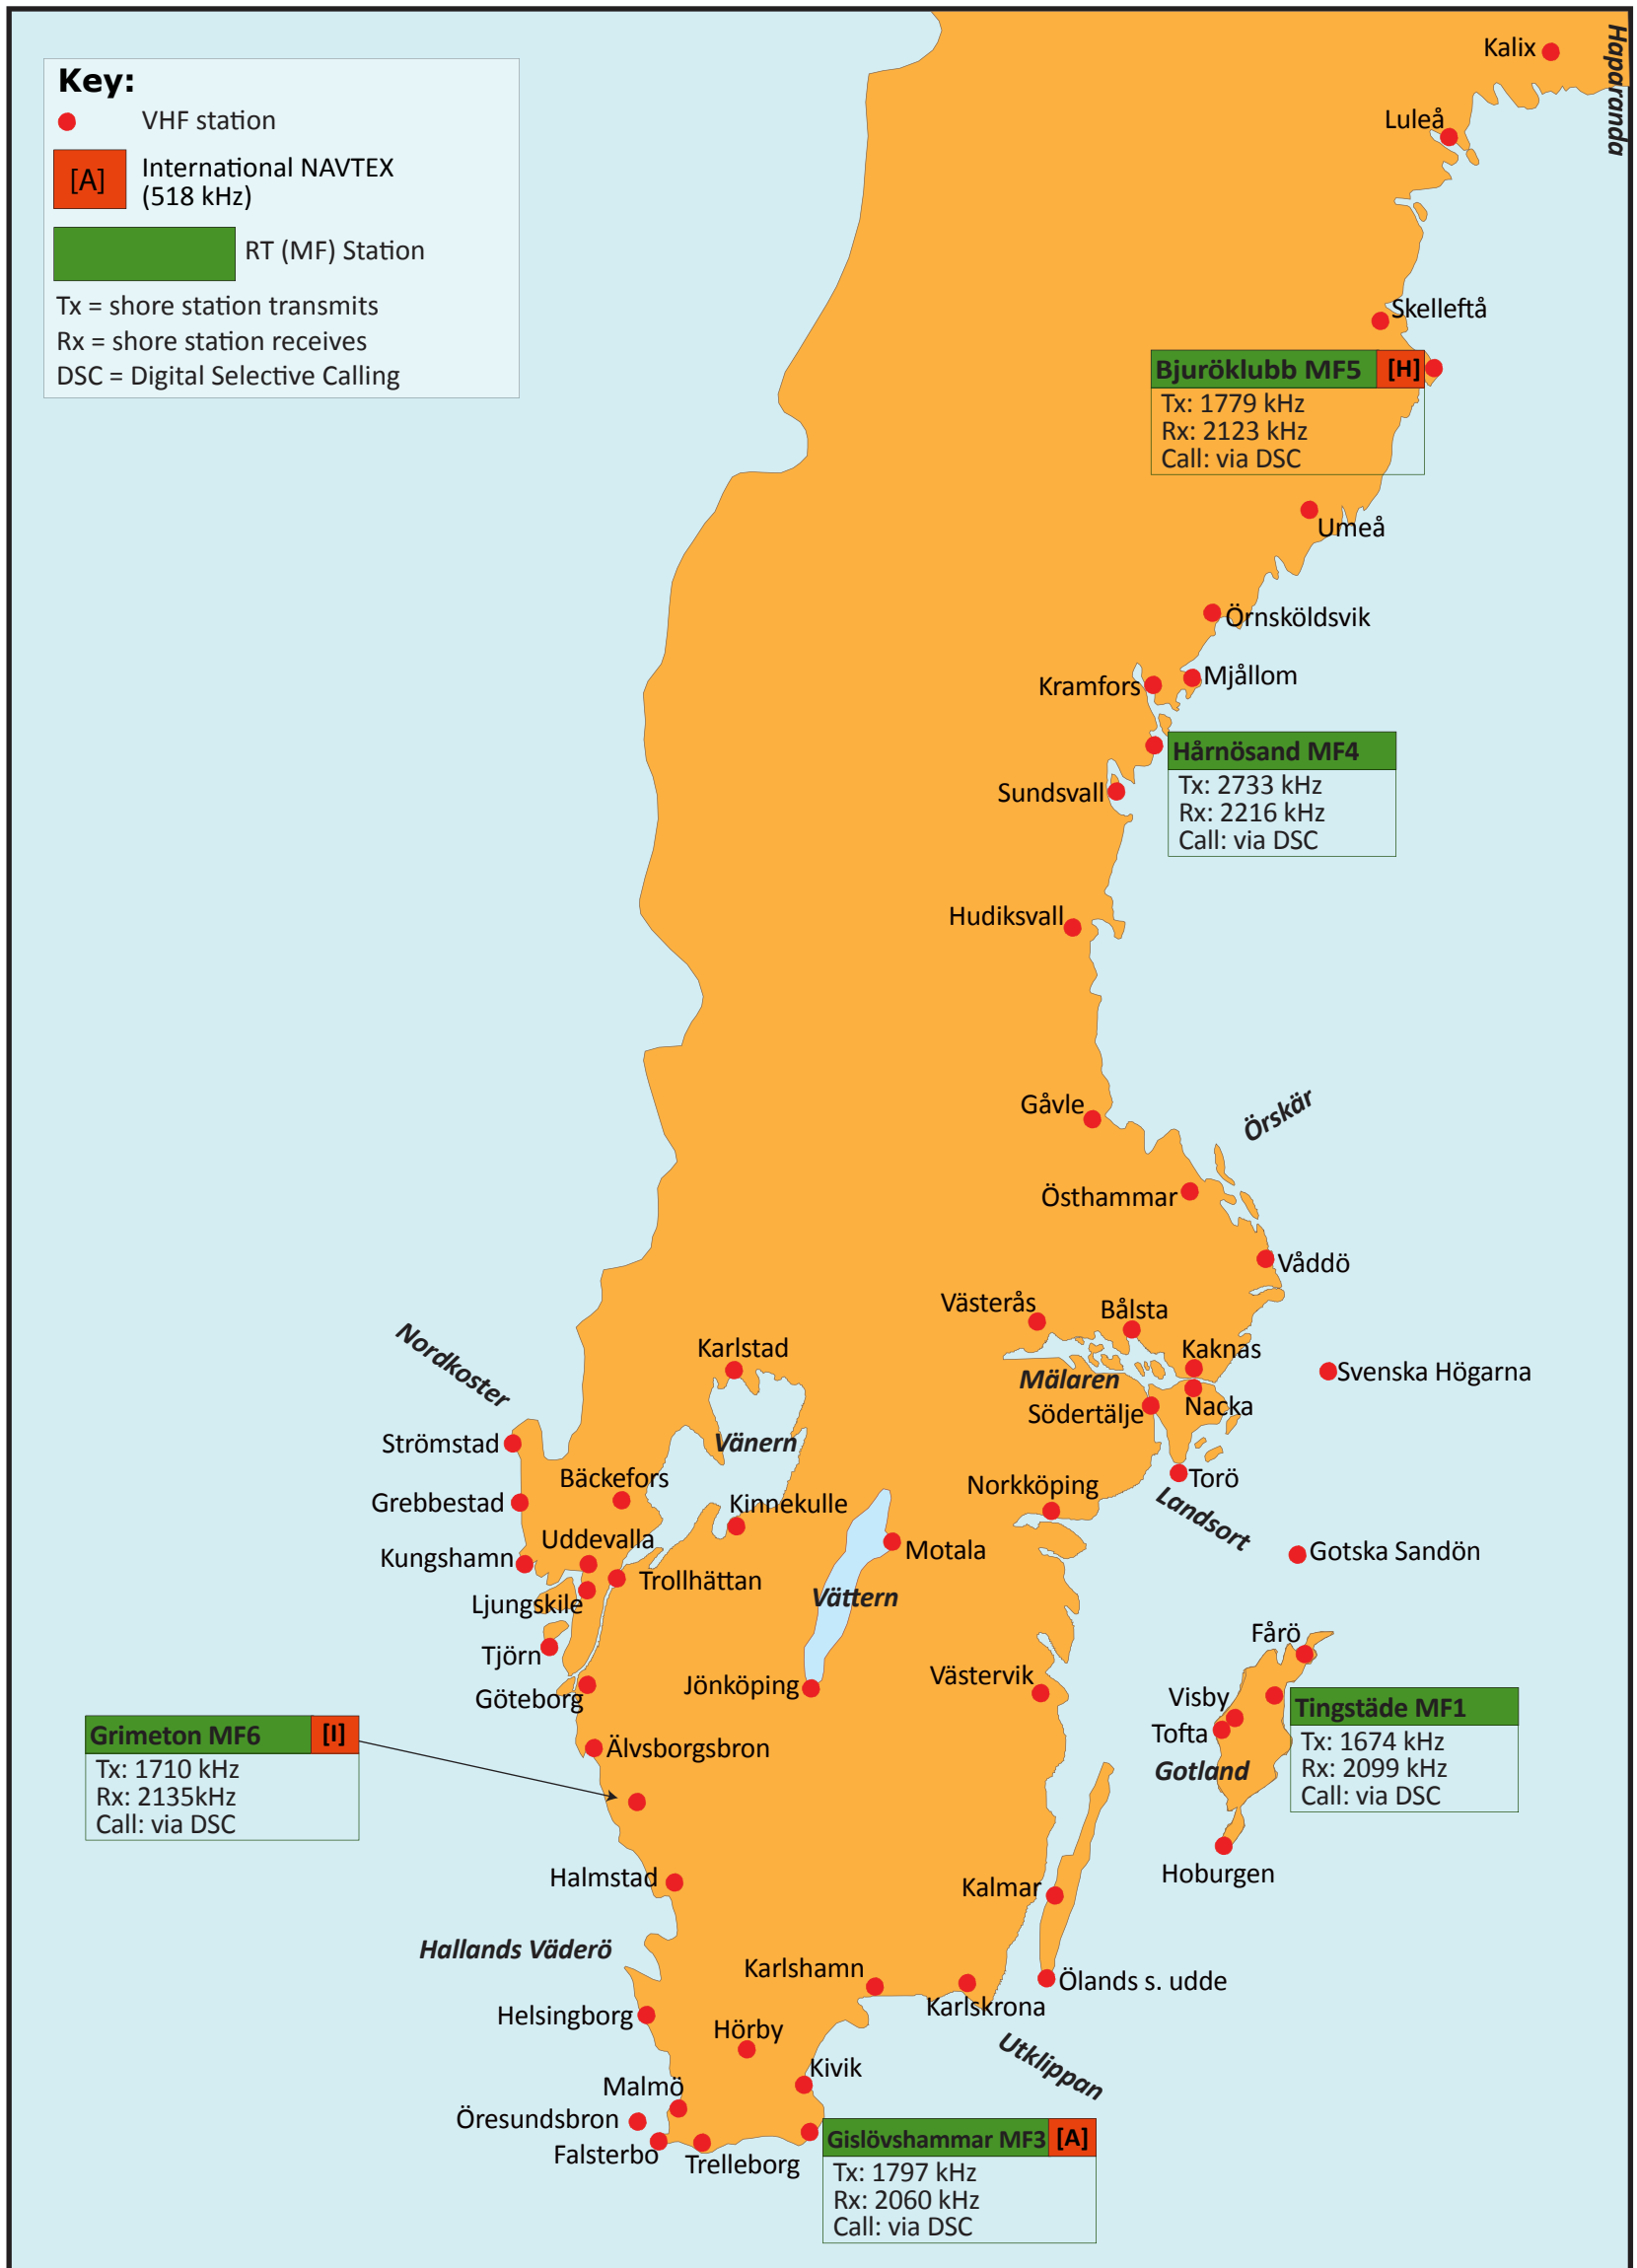 Key:
VHF station
[A]
International NAVTEX
(518 kHz)
RT (MF) Station
Tx = shore station transmits
Rx = shore station receives
DSC = Digital Selective Calling
Kalix
Haparanda
Luleå
Skelleftå
Bjuröklubb MF5 [H]
Tx: 1779 kHz
Rx: 2123 kHz
Call: via DSC
Umeå
Örnsköldsvik
Mjållom
Kramfors
Hårnösand MF4
Tx: 2733 kHz
Rx: 2216 kHz
Call: via DSC
Sundsvall
Hudiksvall
Gåvle
Örskär
Östhammar
Våddö
Västerås
Bålsta
Kaknas
Svenska Högarna
Mälaren
Södertälje
Nacka
Torö
Landsort
Norkköping
Gotska Sandön
Nordkoster
Karlstad
Vänern
Strömstad
Bäckefors
Grebbestad
Kinnekulle
Uddevalla
Kungshamn
Trollhättan
Motala
Vättern
Ljungskile
Tjörn
Göteborg
Jönköping
Västervik
Fårö
Visby
Tofta
Gotland
Tingstäde MF1
Tx: 1674 kHz
Rx: 2099 kHz
Call: via DSC
Hoburgen
Grimeton MF6 [I]
Tx: 1710 kHz
Rx: 2135kHz
Call: via DSC
Älvsborgsbron
Halmstad
Kalmar
Hallands Väderö
Karlshamn
Karlskrona
Ölands s. udde
Helsingborg
Hörby
Utklippan
Kivik
Malmö
Öresundsbron
Falsterbo
Trelleborg
Gislövshammar MF3 [A]
Tx: 1797 kHz
Rx: 2060 kHz
Call: via DSC